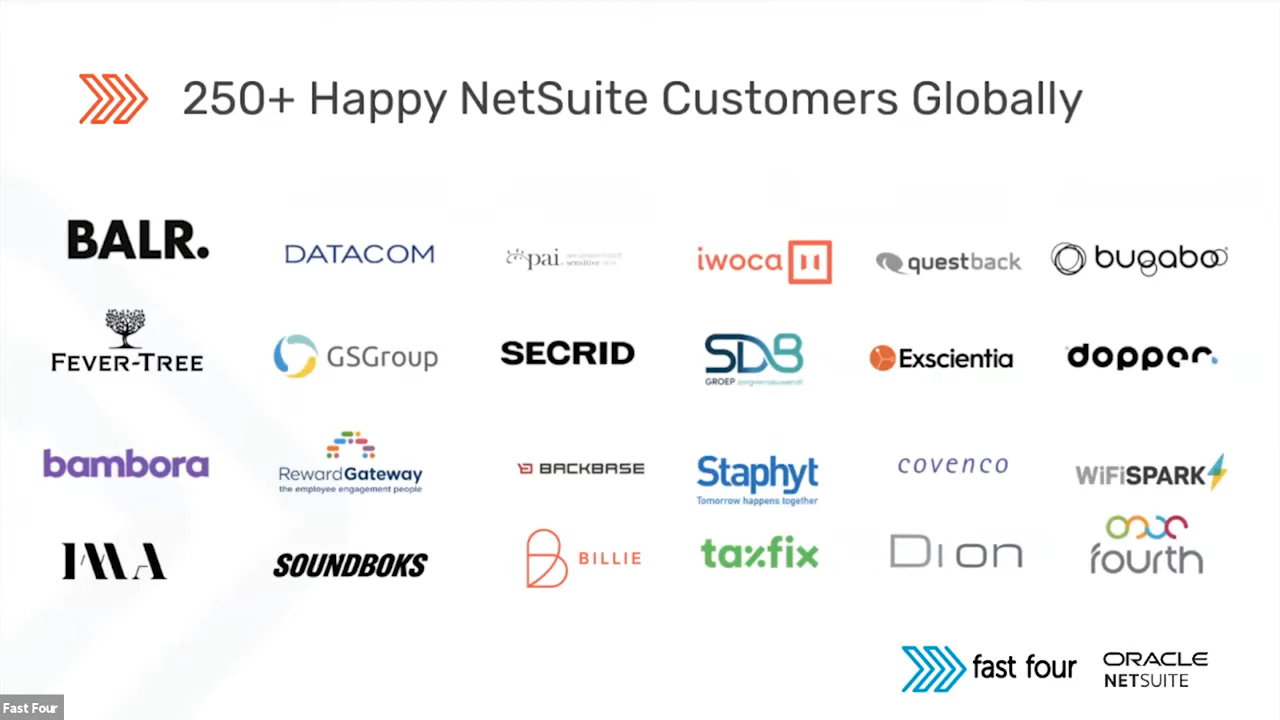 250+ Happy NetSuite Customers Globally
BALR.
DATACOM
pai.
sensitive
iwoca
questback
bugaboo
FEVER-TREE
GSGroup
SECRID
SDB
GROEP zorgvernieuwend!
Exscientia
dopper
bambora
RewardGateway
the employee engagement people
BACKBASE
Staphyt
Tomorrow happens together
covenco
WiFiSPARK
IMA
SOUNDBOKS
BILLIE
taxfix
Dion
fourth
fast four
ORACLE
NETSUITE
Fast Four